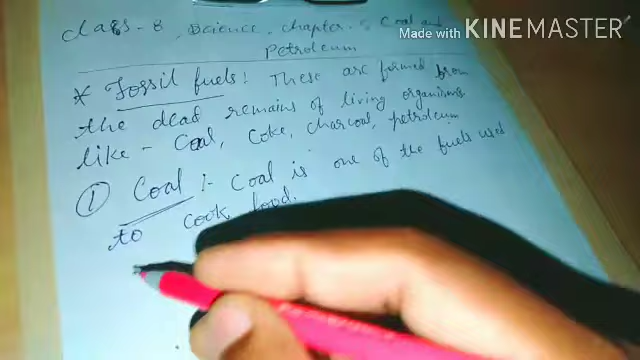 Made with KINEMASTER
Class - 8, Science, chapter - Coal and
Petroleum
* Fossil fuels : These are formed from
the dead remains of living organisms
like - Coal, Coke, Charcoal, petroleum
① Coal :- Coal is one of the fuels used
to cook food.